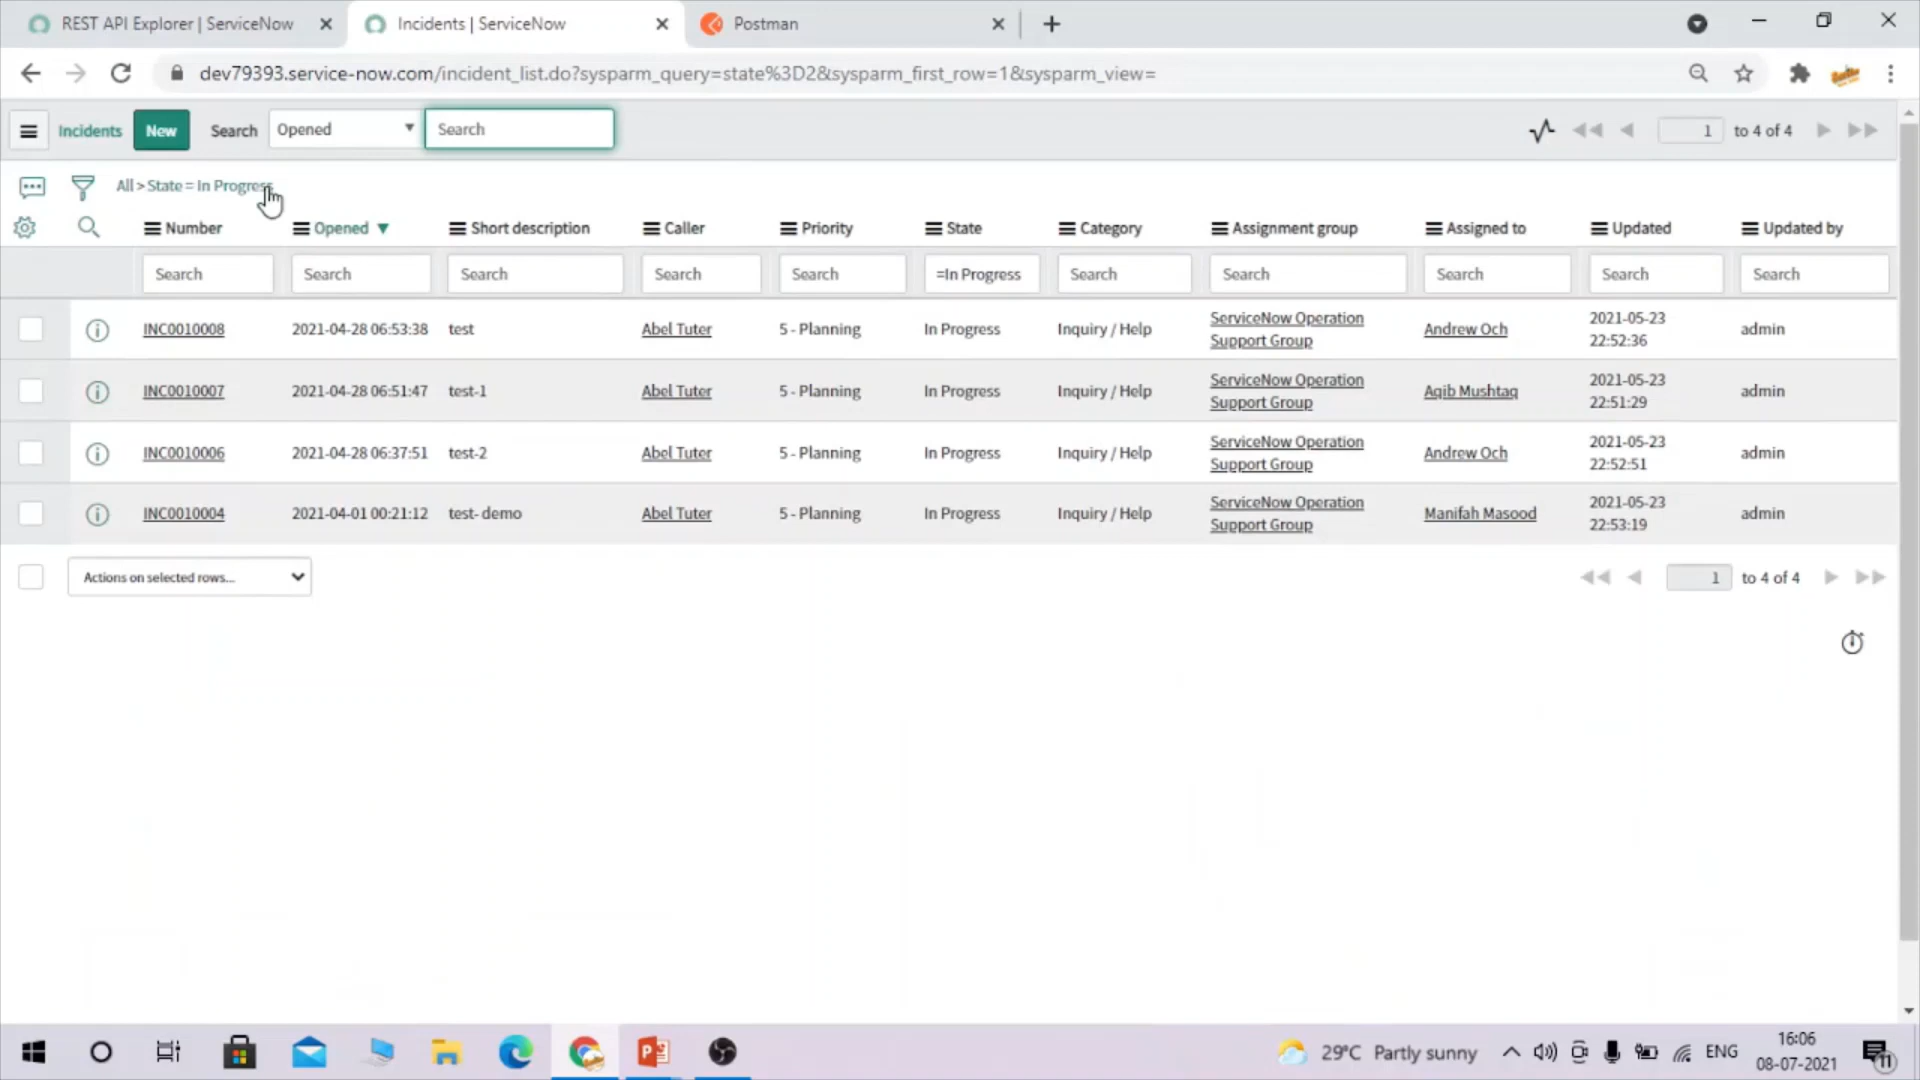 REST API Explorer | ServiceNow
Incidents | ServiceNow
Postman
dev79393.service-now.com/incident_list.do?sysparm_query=state%3D2&sysparm_first_row=1&sysparm_view=
Incidents New Search Opened Search 1 to 4 of 4
All > State = In Progress
Number Opened Short description Caller Priority State Category Assignment group Assigned to Updated Updated by
Search Search Search Search Search =In Progress Search Search Search Search Search
INC0010008 2021-04-28 06:53:38 test Abel Tuter 5 - Planning In Progress Inquiry / Help ServiceNow Operation Support Group Andrew Och 2021-05-23 22:52:36 admin
INC0010007 2021-04-28 06:51:47 test-1 Abel Tuter 5 - Planning In Progress Inquiry / Help ServiceNow Operation Support Group Aqib Mushtaq 2021-05-23 22:51:29 admin
INC0010006 2021-04-28 06:37:51 test-2 Abel Tuter 5 - Planning In Progress Inquiry / Help ServiceNow Operation Support Group Andrew Och 2021-05-23 22:52:51 admin
INC0010004 2021-04-01 00:21:12 test- demo Abel Tuter 5 - Planning In Progress Inquiry / Help ServiceNow Operation Support Group Manifah Masood 2021-05-23 22:53:19 admin
Actions on selected rows... 1 to 4 of 4
29°C Partly sunny ENG 16:06
08-07-2021 11